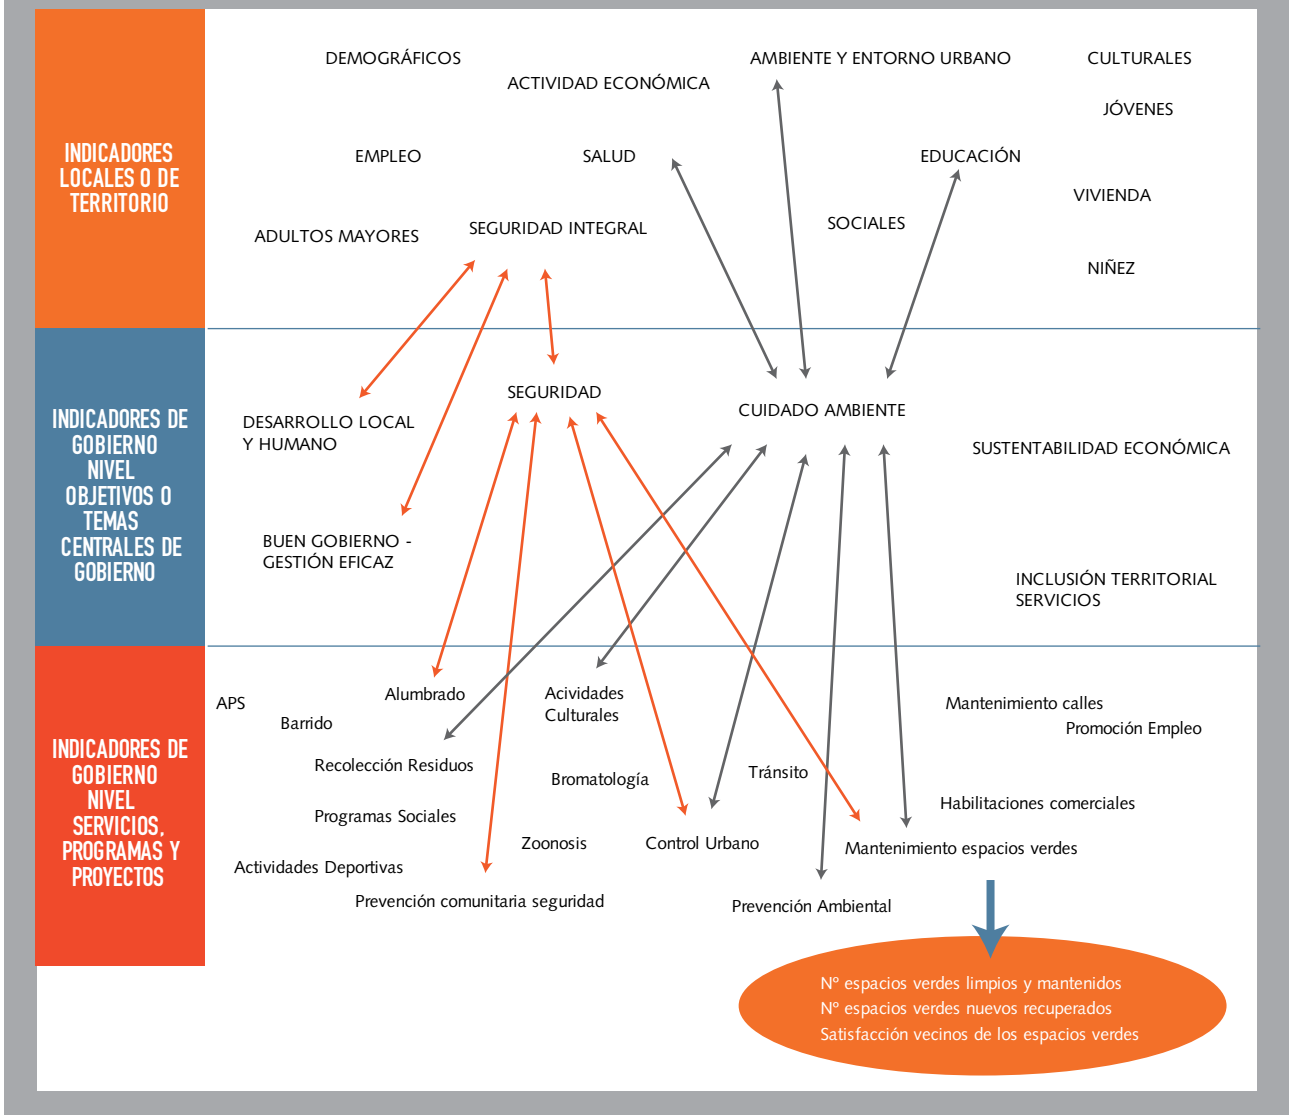 INDICADORES
LOCALES O DE
TERRITORIO
DEMOGRÁFICOS
ACTIVIDAD ECONÓMICA
AMBIENTE Y ENTORNO URBANO
CULTURALES
JÓVENES
EMPLEO
SALUD
EDUCACIÓN
VIVIENDA
ADULTOS MAYORES
SEGURIDAD INTEGRAL
SOCIALES
NIÑEZ
INDICADORES DE
GOBIERNO
NIVEL
OBJETIVOS O
TEMAS
CENTRALES DE
GOBIERNO
DESARROLLO LOCAL
Y HUMANO
SEGURIDAD
CUIDADO AMBIENTE
SUSTENTABILIDAD ECONÓMICA
BUEN GOBIERNO -
GESTIÓN EFICAZ
INCLUSIÓN TERRITORIAL
SERVICIOS
INDICADORES DE
GOBIERNO
NIVEL
SERVICIOS,
PROGRAMAS Y
PROYECTOS
APS
Alumbrado
Acividades
Culturales
Mantenimiento calles
Barrido
Promoción Empleo
Recolección Residuos
Bromatología
Tránsito
Programas Sociales
Habilitaciones comerciales
Zoonosis
Control Urbano
Mantenimiento espacios verdes
Actividades Deportivas
Prevención comunitaria seguridad
Prevención Ambiental
Nº espacios verdes limpios y mantenidos
Nº espacios verdes nuevos recuperados
Satisfacción vecinos de los espacios verdes